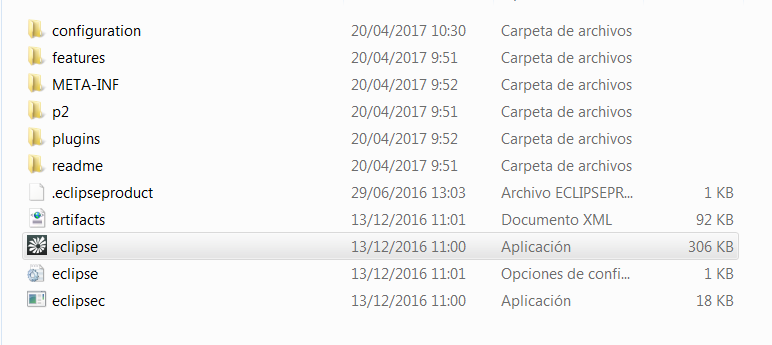 configuration 20/04/2017 10:30 Carpeta de archivos
features 20/04/2017 9:51 Carpeta de archivos
META-INF 20/04/2017 9:52 Carpeta de archivos
p2 20/04/2017 9:51 Carpeta de archivos
plugins 20/04/2017 9:52 Carpeta de archivos
readme 20/04/2017 9:51 Carpeta de archivos
.eclipseproduct 29/06/2016 13:03 Archivo ECLIPSEPR... 1 KB
artifacts 13/12/2016 11:01 Documento XML 92 KB
eclipse 13/12/2016 11:00 Aplicación 306 KB
eclipse 13/12/2016 11:01 Opciones de confi... 1 KB
eclipsec 13/12/2016 11:00 Aplicación 18 KB